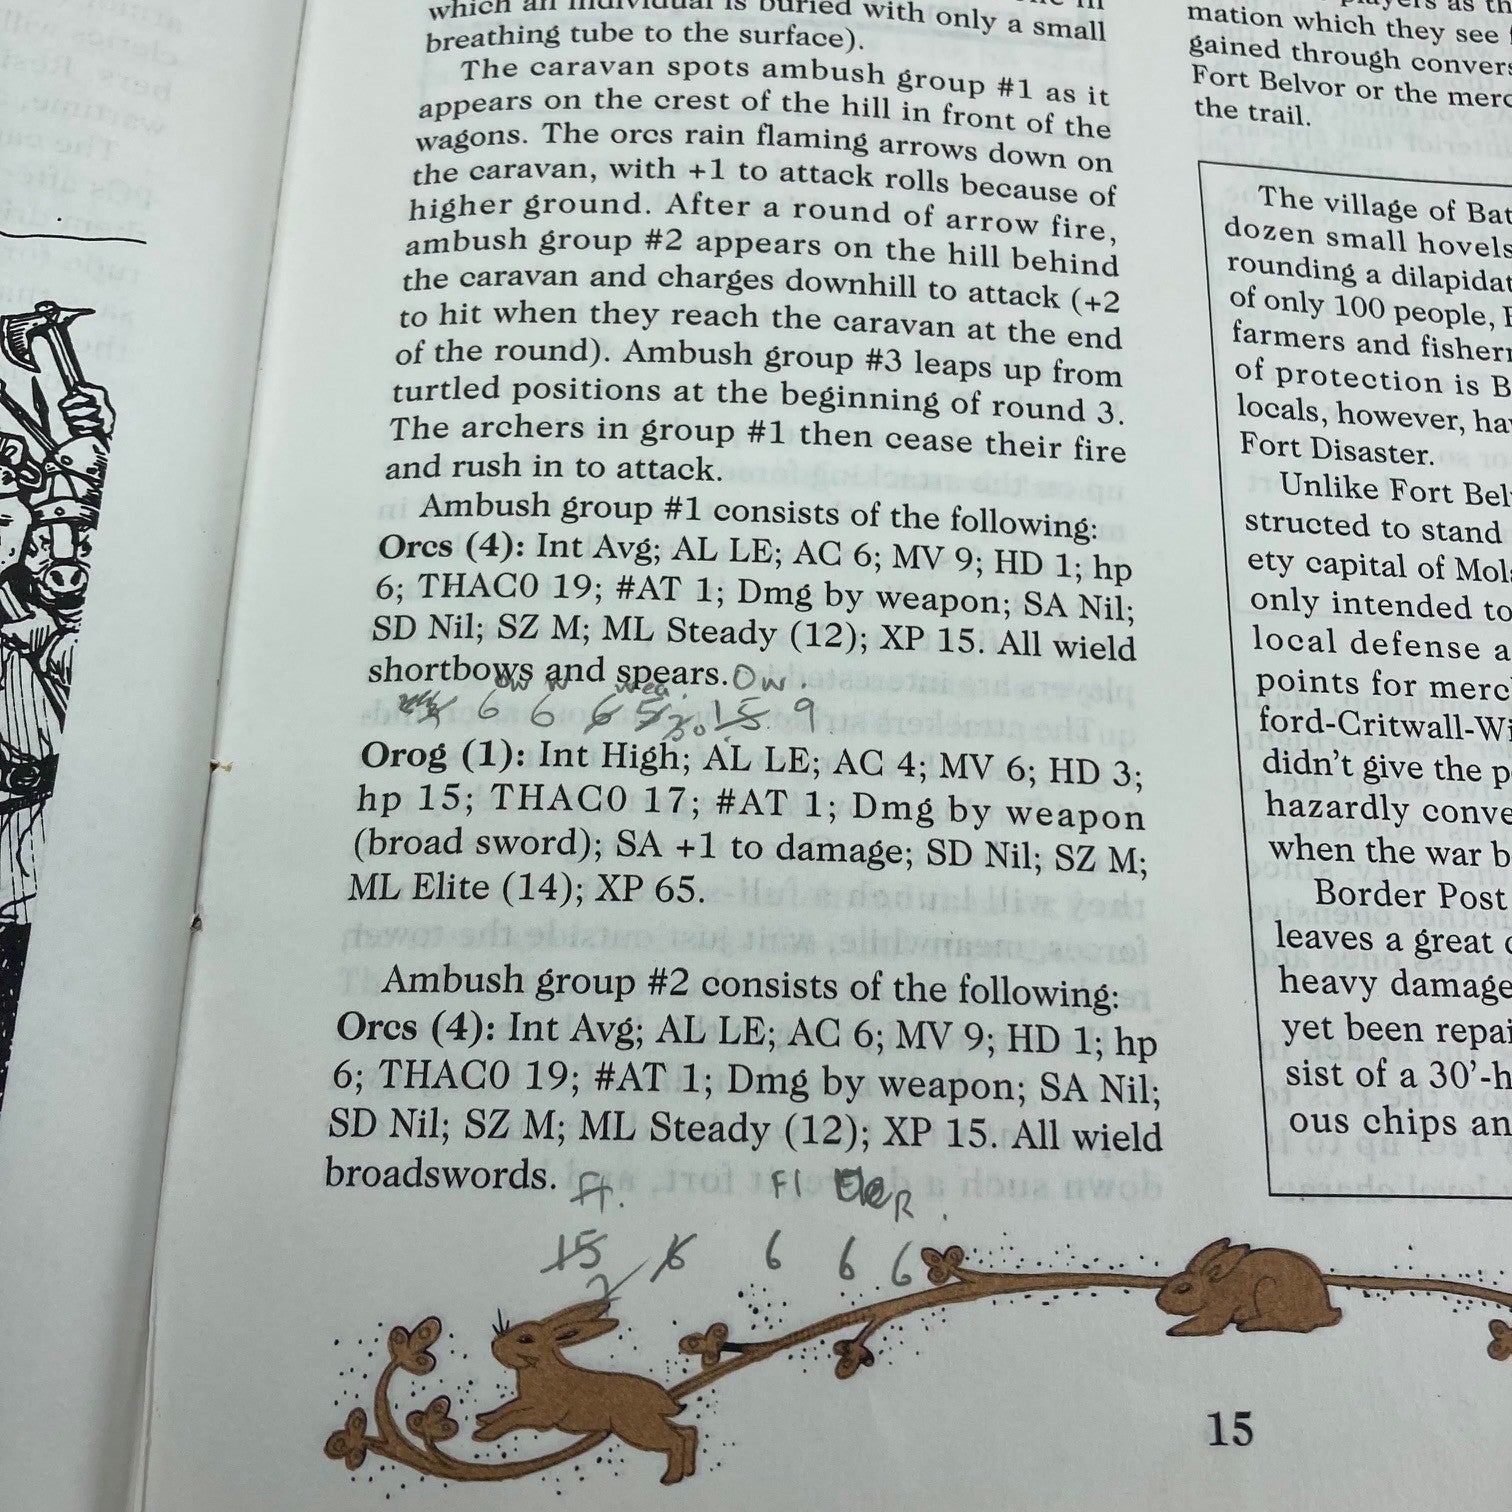 which an individual is buried with only a small
breathing tube to the surface).
The caravan spots ambush group #1 as it
appears on the crest of the hill in front of the
wagons. The orcs rain flaming arrows down on
the caravan, with +1 to attack rolls because of
higher ground. After a round of arrow fire,
ambush group #2 appears on the hill behind
the caravan and charges downhill to attack (+2
to hit when they reach the caravan at the end
of the round). Ambush group #3 leaps up from
turtled positions at the beginning of round 3.
The archers in group #1 then cease their fire
and rush in to attack.
Ambush group #1 consists of the following:
Orcs (4): Int Avg; AL LE; AC 6; MV 9; HD 1; hp
6; THAC0 19; #AT 1; Dmg by weapon; SA Nil;
SD Nil; SZ M; ML Steady (12); XP 15. All wield
shortbows and spears. Ow.
6 6 6 5 15 9
Orog (1): Int High; AL LE; AC 4; MV 6; HD 3;
hp 15; THAC0 17; #AT 1; Dmg by weapon
(broad sword); SA +1 to damage; SD Nil; SZ M;
ML Elite (14); XP 65.
Ambush group #2 consists of the following:
Orcs (4): Int Avg; AL LE; AC 6; MV 9; HD 1; hp
6; THAC0 19; #AT 1; Dmg by weapon; SA Nil;
SD Nil; SZ M; ML Steady (12); XP 15. All wield
broadswords.
Fl
15 6 6 6 6
2
15
mation which they see
gained through
Fort Belvor or the
the trail.
The village of
dozen small hovels
rounding a
of only 100 people,
farmers and
of protection is
locals, however,
Fort Disaster.
Unlike Fort
structed to stand
ety capital of
only intended to
local defense
points for
didn't give the
when the war
Border Post
leaves a great
heavy damage
yet been
sist of a 30'
ous chips